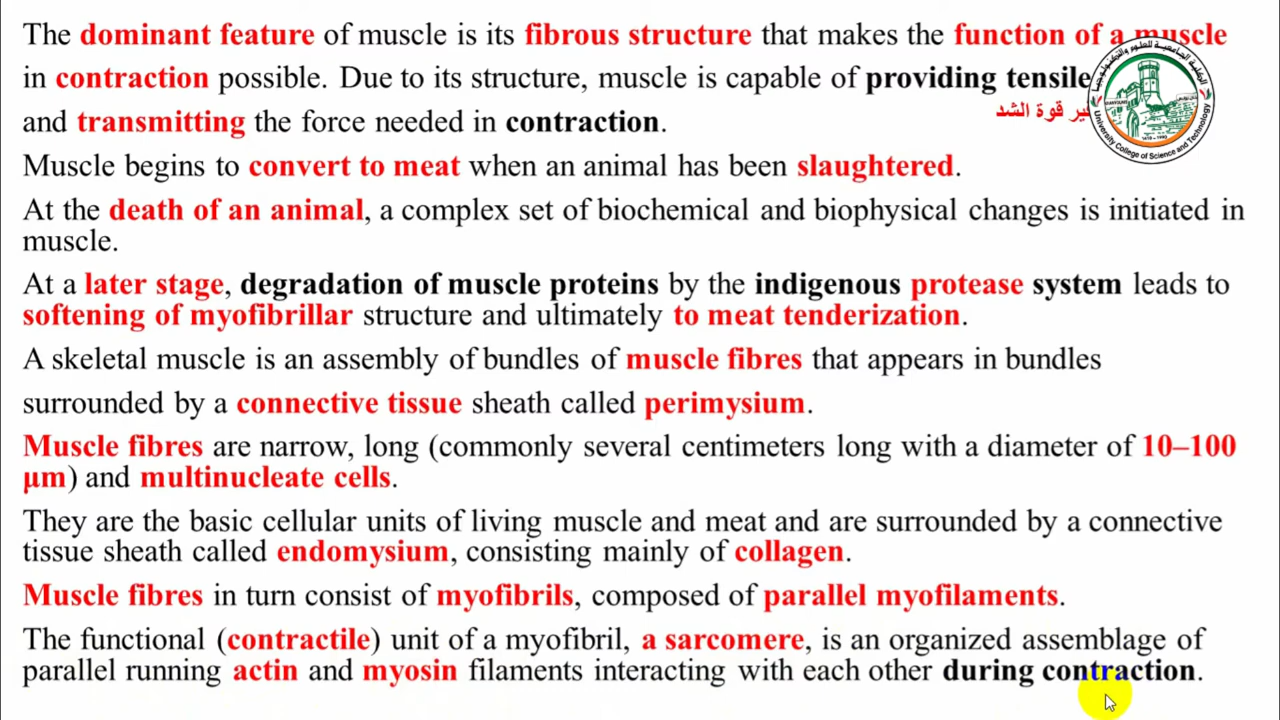 The dominant feature of muscle is its fibrous structure that makes the function of a muscle
in contraction possible. Due to its structure, muscle is capable of providing tensile
قوة الشد
and transmitting the force needed in contraction.
Muscle begins to convert to meat when an animal has been slaughtered.
At the death of an animal, a complex set of biochemical and biophysical changes is initiated in
muscle.
At a later stage, degradation of muscle proteins by the indigenous protease system leads to
softening of myofibrillar structure and ultimately to meat tenderization.
A skeletal muscle is an assembly of bundles of muscle fibres that appears in bundles
surrounded by a connective tissue sheath called perimysium.
Muscle fibres are narrow, long (commonly several centimeters long with a diameter of 10–100
μm) and multinucleate cells.
They are the basic cellular units of living muscle and meat and are surrounded by a connective
tissue sheath called endomysium, consisting mainly of collagen.
Muscle fibres in turn consist of myofibrils, composed of parallel myofilaments.
The functional (contractile) unit of a myofibril, a sarcomere, is an organized assemblage of
parallel running actin and myosin filaments interacting with each other during contraction.
University College of Science and Technology